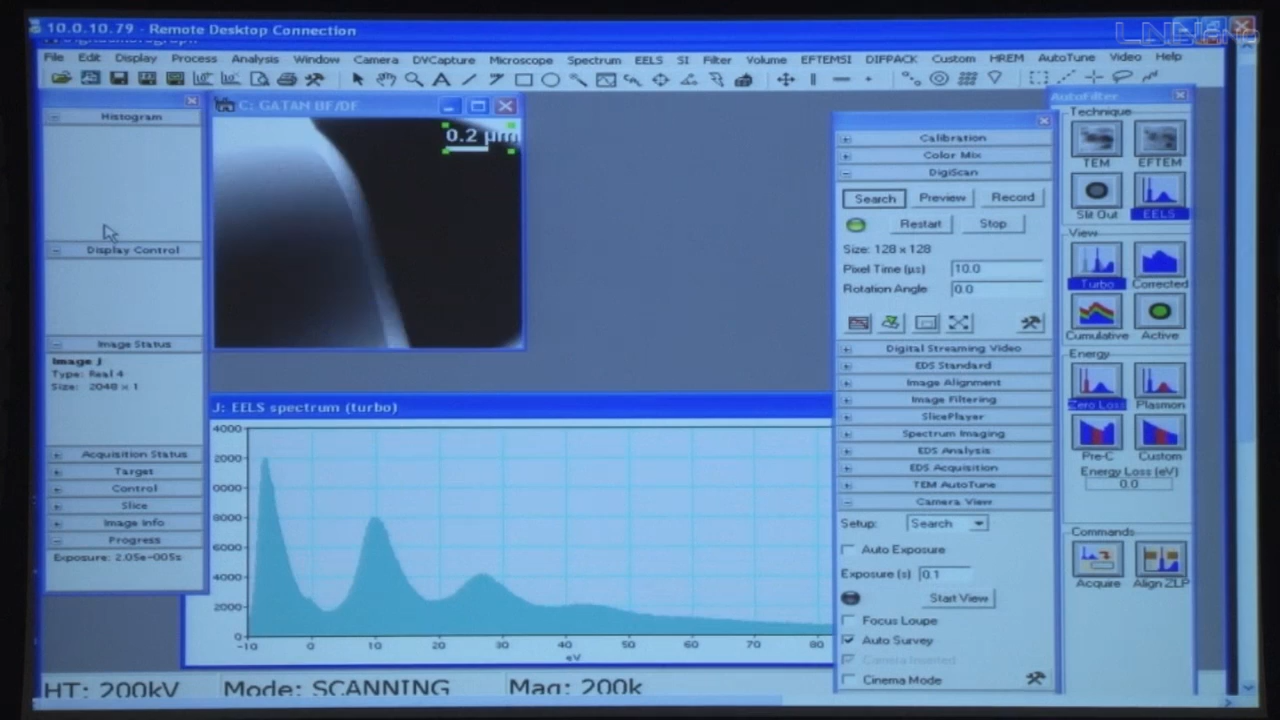 10.0.10.79 - Remote Desktop Connection
File Edit Display Process Analysis Window Camera DVCapture Microscope Spectrum EELS SI Filter Volume EFTEMSI DIFPACK Custom HREM AutoTune Video Help
Histogram
Display Control
Image Status
Image J
Type: Real 4
Size: 2048 x 1
Acquisition Status
Target
Control
Slice
Image Info
Progress
Exposure: 2.05e-005s
C: GATAN BF/DF
0.2 µm
J: EELS spectrum (turbo)
4000
2000
0000
8000
6000
4000
2000
0
-10 0 10 20 30 40 50 60 70 80
eV
Calibration
Color Mix
DigiScan
Search Preview Record
Restart Stop
Size: 128 x 128
Pixel Time (µs) 10.0
Rotation Angle: 0.0
Digital Streaming Video
EDS Standard
Image Alignment
Image Filtering
SlicePlayer
Spectrum Imaging
EDS Analysis
EDS Acquisition
TEM AutoTune
Camera View
Setup: Search
Auto Exposure
Exposure (s) 0.1
Start View
Focus Loupe
Auto Survey
Camera Inserted
Cinema Mode
AutoFilter
Technique
TEM EFTEM
Slit Out EELS
View
Turbo Corrected
Cumulative Active
Energy
Zero Loss Plasmon
Pre-C Custom
Energy Loss (eV)
0.0
Commands
Acquire Align ZLP
HT: 200kV Mode: SCANNING Mag: 200k
LNNano